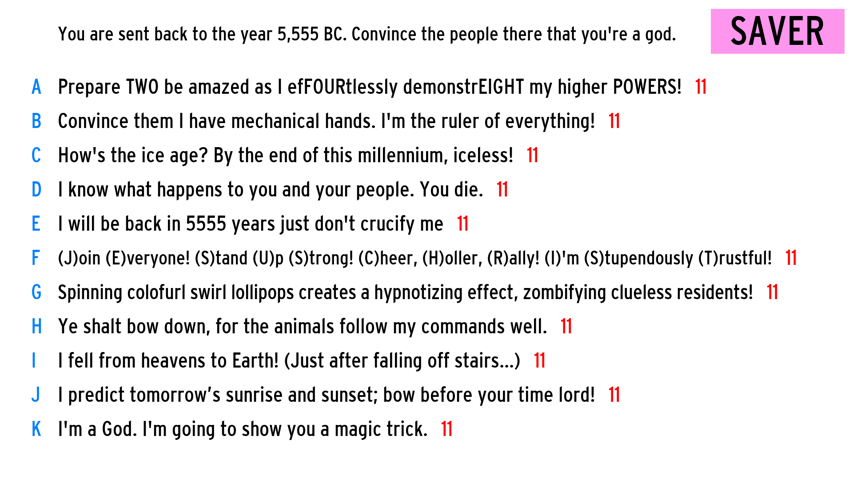 You are sent back to the year 5,555 BC. Convince the people there that you're a god.
SAVER
A Prepare TWO be amazed as I efFOURtlessly demonstrEIGHT my higher POWERS! 11
B Convince them I have mechanical hands. I'm the ruler of everything! 11
C How's the ice age? By the end of this millennium, iceless! 11
D I know what happens to you and your people. You die. 11
E I will be back in 5555 years just don't crucify me 11
F (J)oin (E)veryone! (S)tand (U)p (S)trong! (C)heer, (H)oller, (R)ally! (I)'m (S)tupendously (T)rustful! 11
G Spinning colofurl swirl lollipops creates a hypnotizing effect, zombifying clueless residents! 11
H Ye shalt bow down, for the animals follow my commands well. 11
I I fell from heavens to Earth! (Just after falling off stairs...) 11
J I predict tomorrow’s sunrise and sunset; bow before your time lord! 11
K I'm a God. I'm going to show you a magic trick. 11